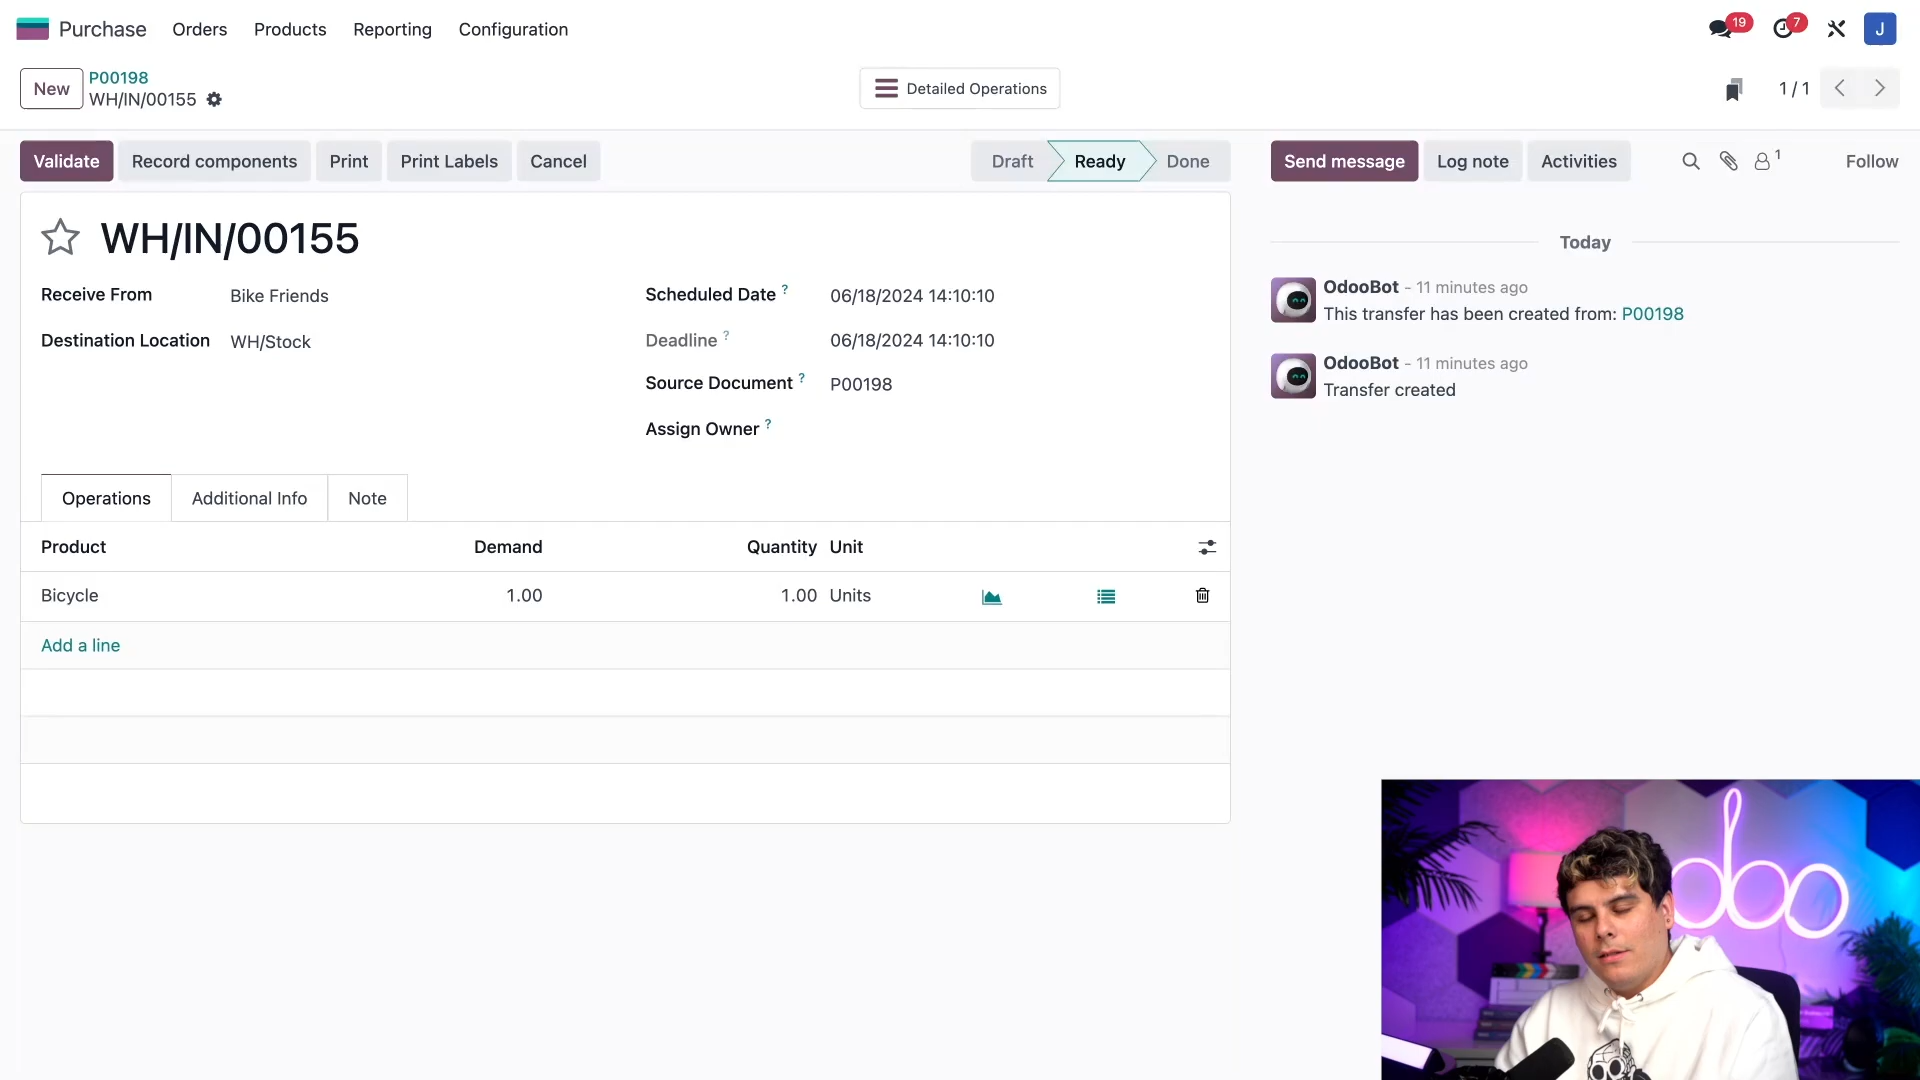 Purchase Orders Products Reporting Configuration 19 7 J
New P00198 WH/IN/00155 Detailed Operations 1 / 1
Validate Record components Print Print Labels Cancel Draft Ready Done Send message Log note Activities 1 Follow
WH/IN/00155
Receive From Bike Friends
Destination Location WH/Stock
Scheduled Date ? 06/18/2024 14:10:10
Deadline ? 06/18/2024 14:10:10
Source Document ? P00198
Assign Owner ?
Operations Additional Info Note
Product Demand Quantity Unit
Bicycle 1.00 1.00 Units
Add a line
Today
OdooBot - 11 minutes ago
This transfer has been created from: P00198
OdooBot - 11 minutes ago
Transfer created
odoo